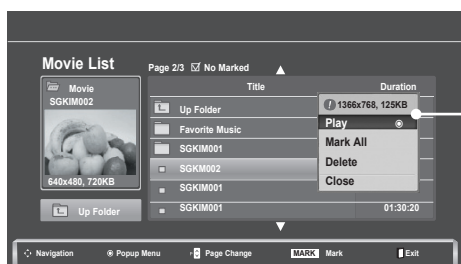 Movie List
Page 2/3 No Marked
Movie
SGKIM002
640x480, 720KB
Up Folder
Title
Duration
Up Folder
Favorite Music
SGKIM001
SGKM002
SGKIM001
SGKIM001
01:30:20
1366x768, 125KB
Play
Mark All
Delete
Close
Navigation
Popup Menu
Page Change
MARK Mark
Exit